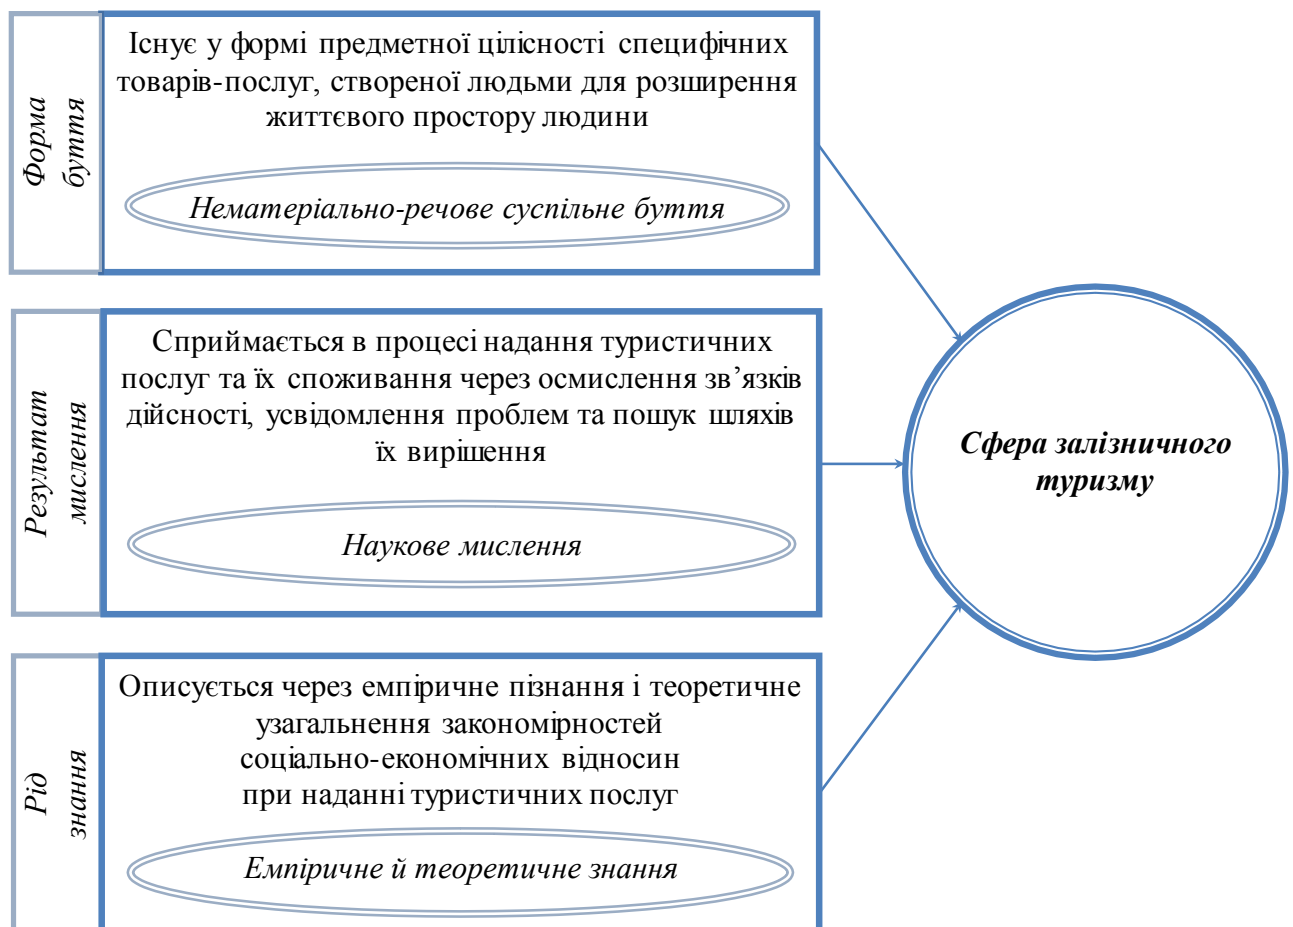 Форма
буття
Існує у формі предметної цілісності специфічних
товарів-послуг, створеної людьми для розширення
життєвого простору людини
Нематеріально-речове суспільне буття
Результат
мислення
Сприймається в процесі надання туристичних
послуг та їх споживання через осмислення зв’язків
дійсності, усвідомлення проблем та пошук шляхів
їх вирішення
Наукове мислення
Рід
знання
Описується через емпіричне пізнання і теоретичне
узагальнення закономірностей
соціально-економічних відносин
при наданні туристичних послуг
Емпіричне й теоретичне знання
Сфера залізничного
туризму